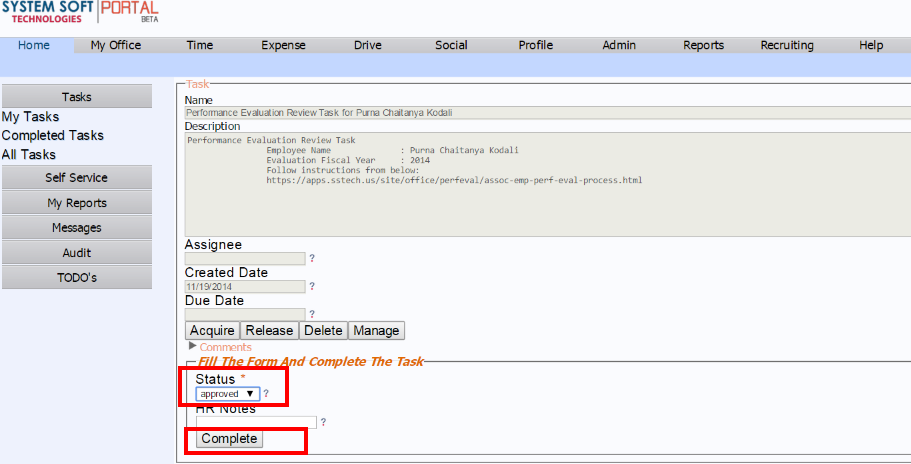 SYSTEM SOFT PORTAL
TECHNOLOGIES BETA
Home My Office Time Expense Drive Social Profile Admin Reports Recruiting Help
Tasks
My Tasks
Completed Tasks
All Tasks
Self Service
My Reports
Messages
Audit
TODO's
Task
Name
Performance Evaluation Review Task for Purna Chaitanya Kodali
Description
Performance Evaluation Review Task
Employee Name : Purna Chaitanya Kodali
Evaluation Fiscal Year : 2014
Follow instructions from below:
https://apps.sstech.us/site/office/perfeval/assoc-emp-perf-eval-process.html
Assignee
?
Created Date
11/19/2014 ?
Due Date
?
Acquire Release Delete Manage
Comments
Fill The Form And Complete The Task
Status *
approved ?
HR Notes
?
Complete